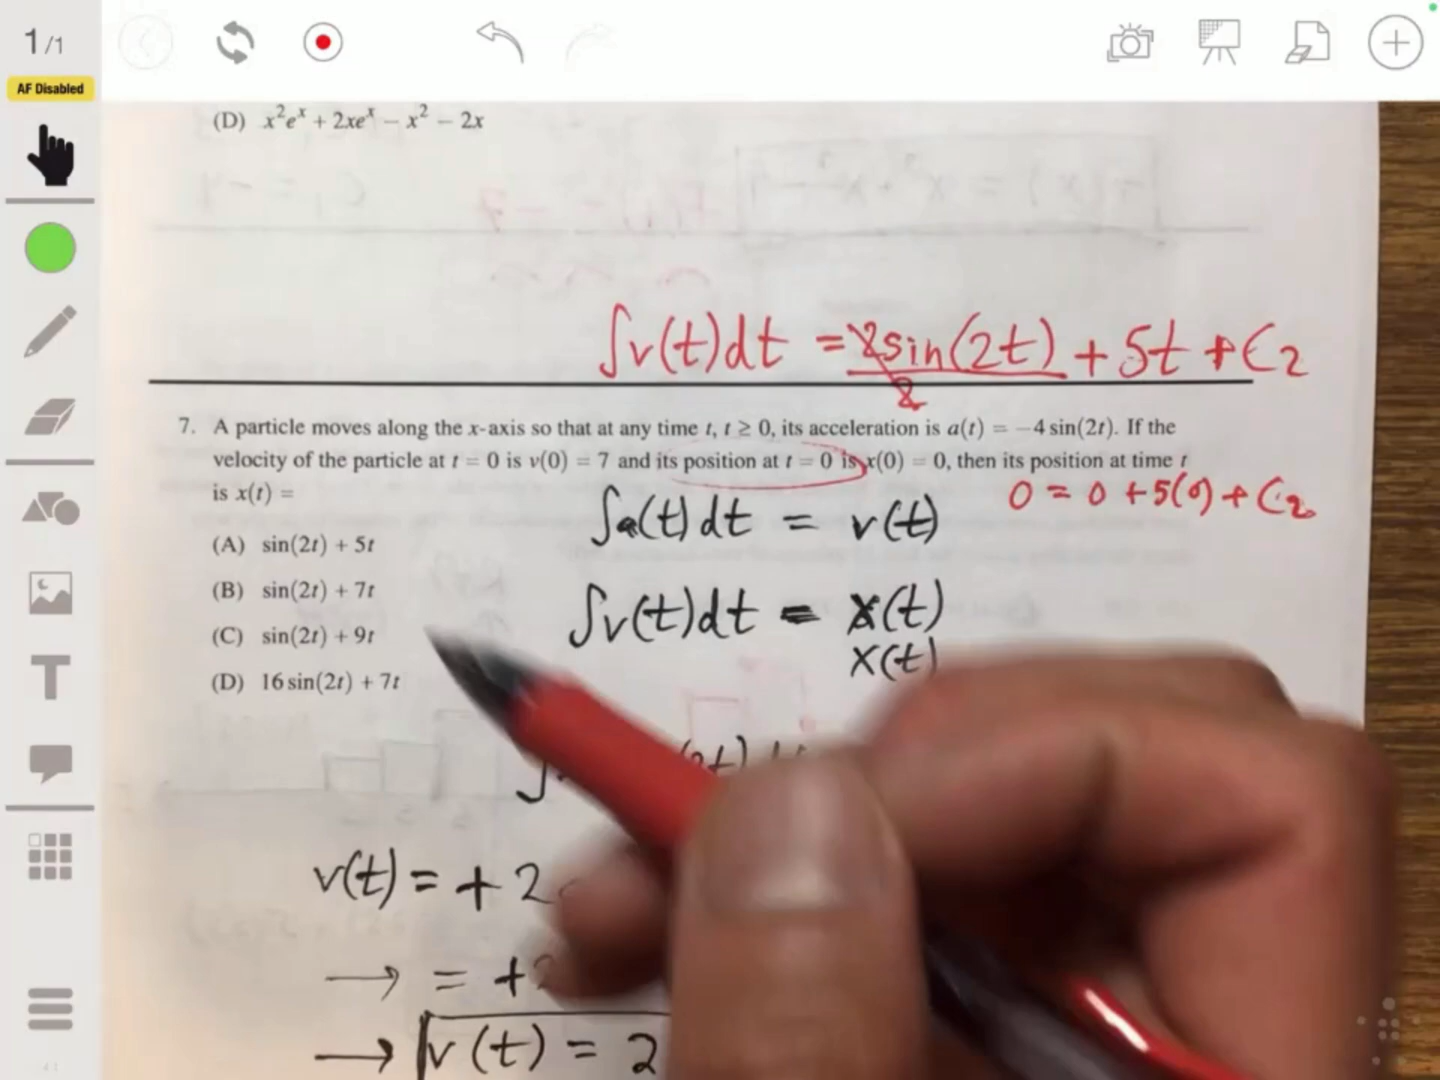 1/1
AF Disabled
(D) x²eˣ + 2xeˣ − x² − 2x
∫v(t)dt = 2sin(2t)/2 + 5t + C₂
7. A particle moves along the x-axis so that at any time t, t ≥ 0, its acceleration is a(t) = −4 sin(2t). If the
velocity of the particle at t = 0 is v(0) = 7 and its position at t = 0 is x(0) = 0, then its position at time t
is x(t) =
0 = 0 + 5(0) + C₂
∫a(t)dt = v(t)
(A) sin(2t) + 5t
(B) sin(2t) + 7t
∫v(t)dt = x(t)
(C) sin(2t) + 9t
x(t)
(D) 16 sin(2t) + 7t
v(t) = + 2
→ = +2
→ v(t) = 2
T